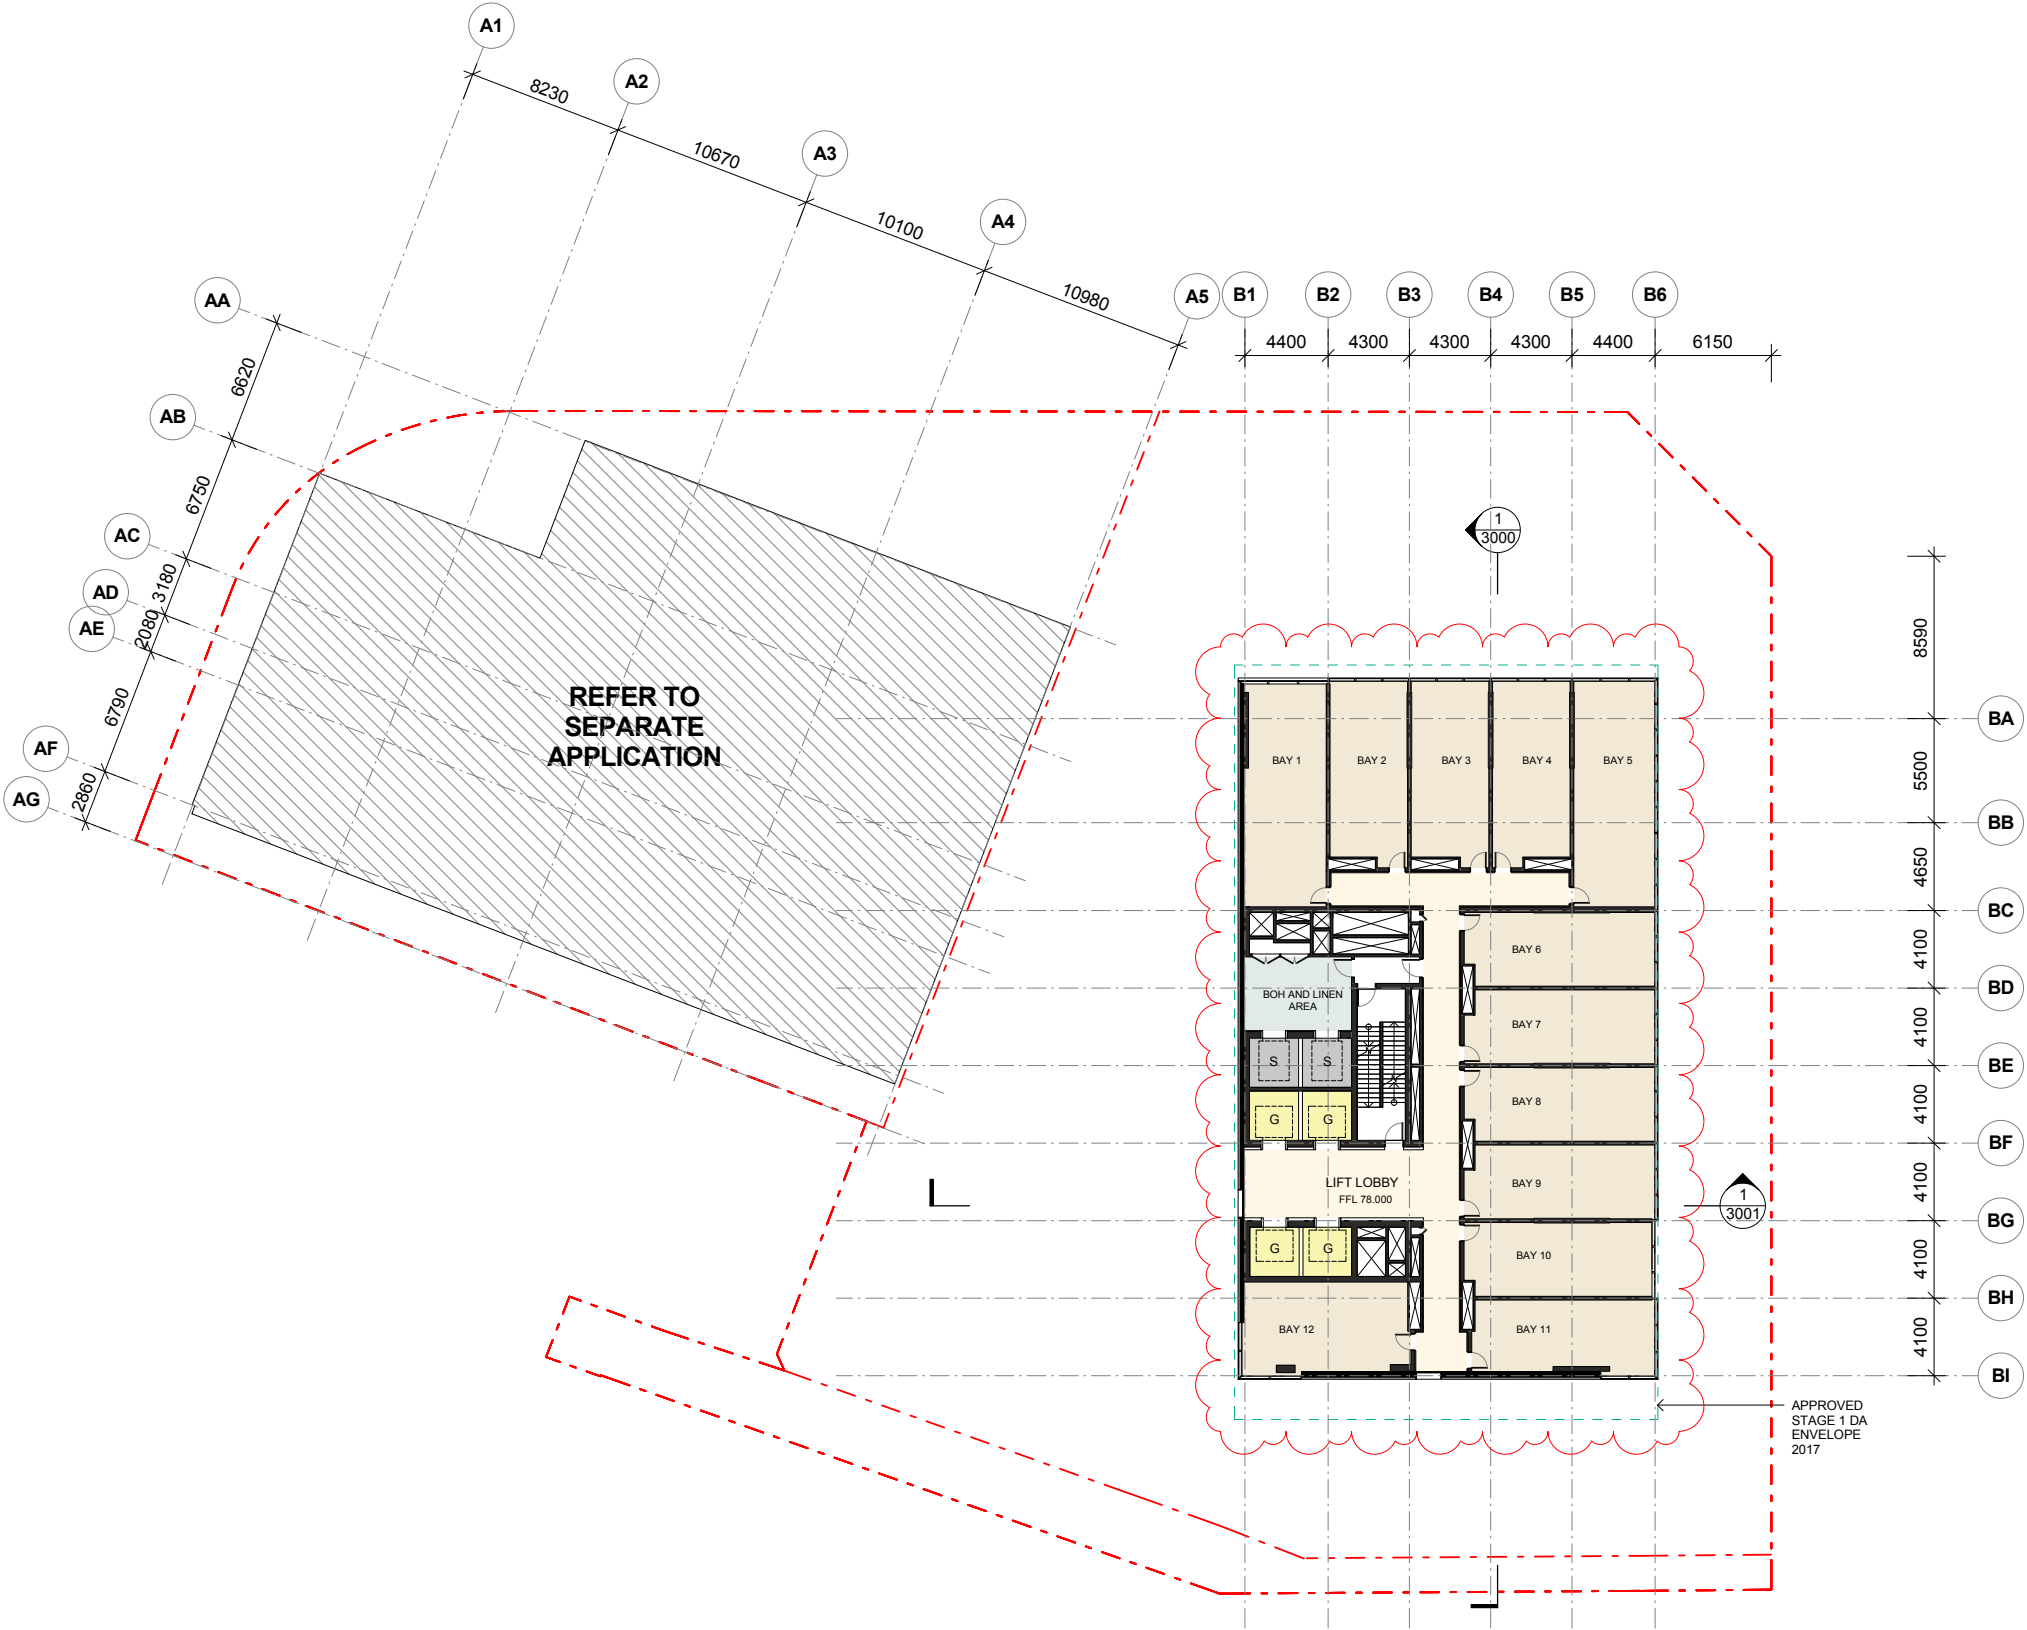 A1
A2
A3
A4
A5
8230
10670
10100
10980
B1
B2
B3
B4
B5
B6
4400
4300
4300
4300
4400
6150
AA
AB
AC
AD
AE
AF
AG
6620
6750
3180
2080
6790
2860
REFER TO
SEPARATE
APPLICATION
1
3000
1
3001
8590
5500
4650
4100
4100
4100
4100
4100
4100
BA
BB
BC
BD
BE
BF
BG
BH
BI
BAY 1
BAY 2
BAY 3
BAY 4
BAY 5
BAY 6
BAY 7
BAY 8
BAY 9
BAY 10
BAY 11
BAY 12
BOH AND LINEN
AREA
S
S
G
G
LIFT LOBBY
FFL 78.000
G
G
APPROVED
STAGE 1 DA
ENVELOPE
2017